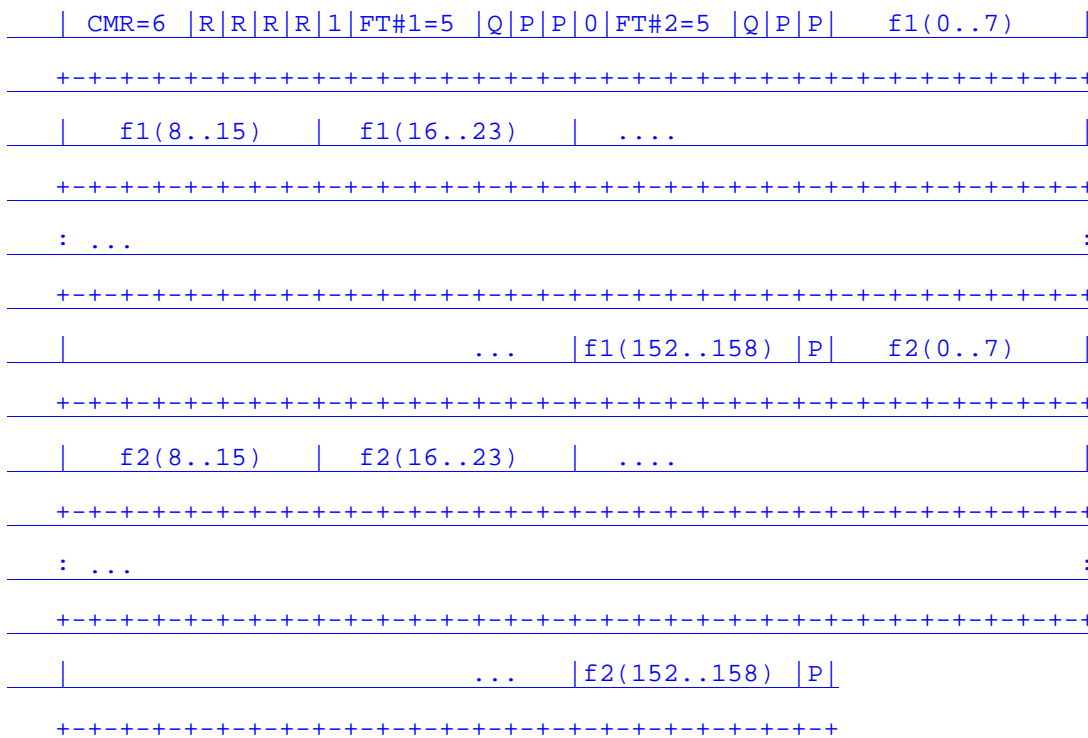 | CMR=6 |R|R|R|R|1|FT#1=5 |Q|P|P|0|FT#2=5 |Q|P|P|   f1(0..7)    |
+-+-+-+-+-+-+-+-+-+-+-+-+-+-+-+-+-+-+-+-+-+-+-+-+-+-+-+-+-+-+-+-+
|   f1(8..15)   |  f1(16..23)   |  ....                         |
+-+-+-+-+-+-+-+-+-+-+-+-+-+-+-+-+-+-+-+-+-+-+-+-+-+-+-+-+-+-+-+-+
: ...                                                           :
+-+-+-+-+-+-+-+-+-+-+-+-+-+-+-+-+-+-+-+-+-+-+-+-+-+-+-+-+-+-+-+-+
|                         ...   |f1(152..158) |P|   f2(0..7)    |
+-+-+-+-+-+-+-+-+-+-+-+-+-+-+-+-+-+-+-+-+-+-+-+-+-+-+-+-+-+-+-+-+
|   f2(8..15)   |  f2(16..23)   |  ....                         |
+-+-+-+-+-+-+-+-+-+-+-+-+-+-+-+-+-+-+-+-+-+-+-+-+-+-+-+-+-+-+-+-+
: ...                                                           :
+-+-+-+-+-+-+-+-+-+-+-+-+-+-+-+-+-+-+-+-+-+-+-+-+-+-+-+-+-+-+-+-+
|                         ...   |f2(152..158) |P|
+-+-+-+-+-+-+-+-+-+-+-+-+-+-+-+-+-+-+-+-+-+-+-+-+